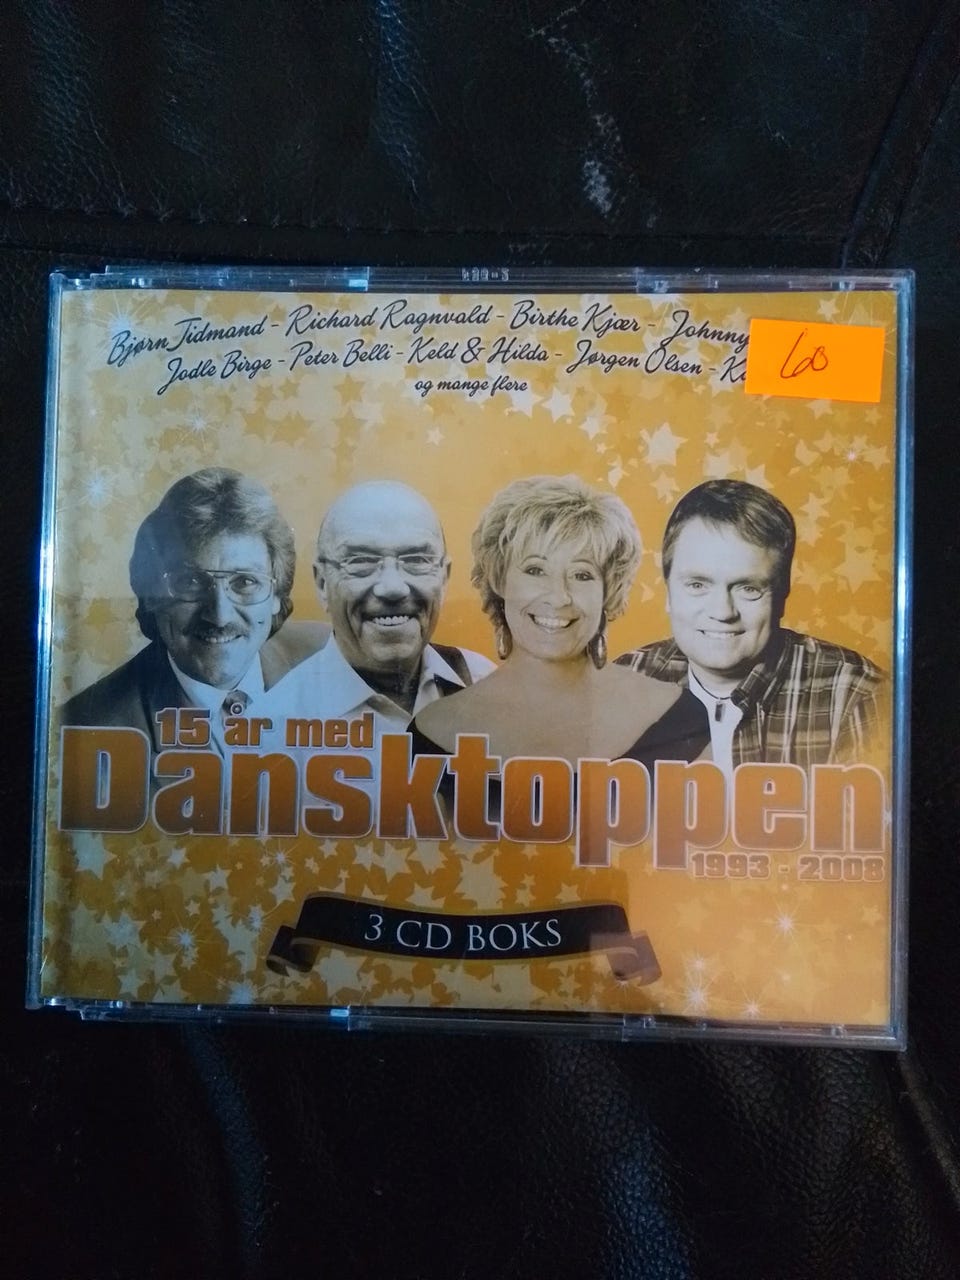 Bjørn Tidmand - Richard Ragnvald - Birthe Kjær - Johnny
Jodle Birge - Peter Belli - Keld & Hilda - Jørgen Olsen -
og mange flere
60
15 år med
Dansktoppen
1993 - 2008
3 CD BOKS